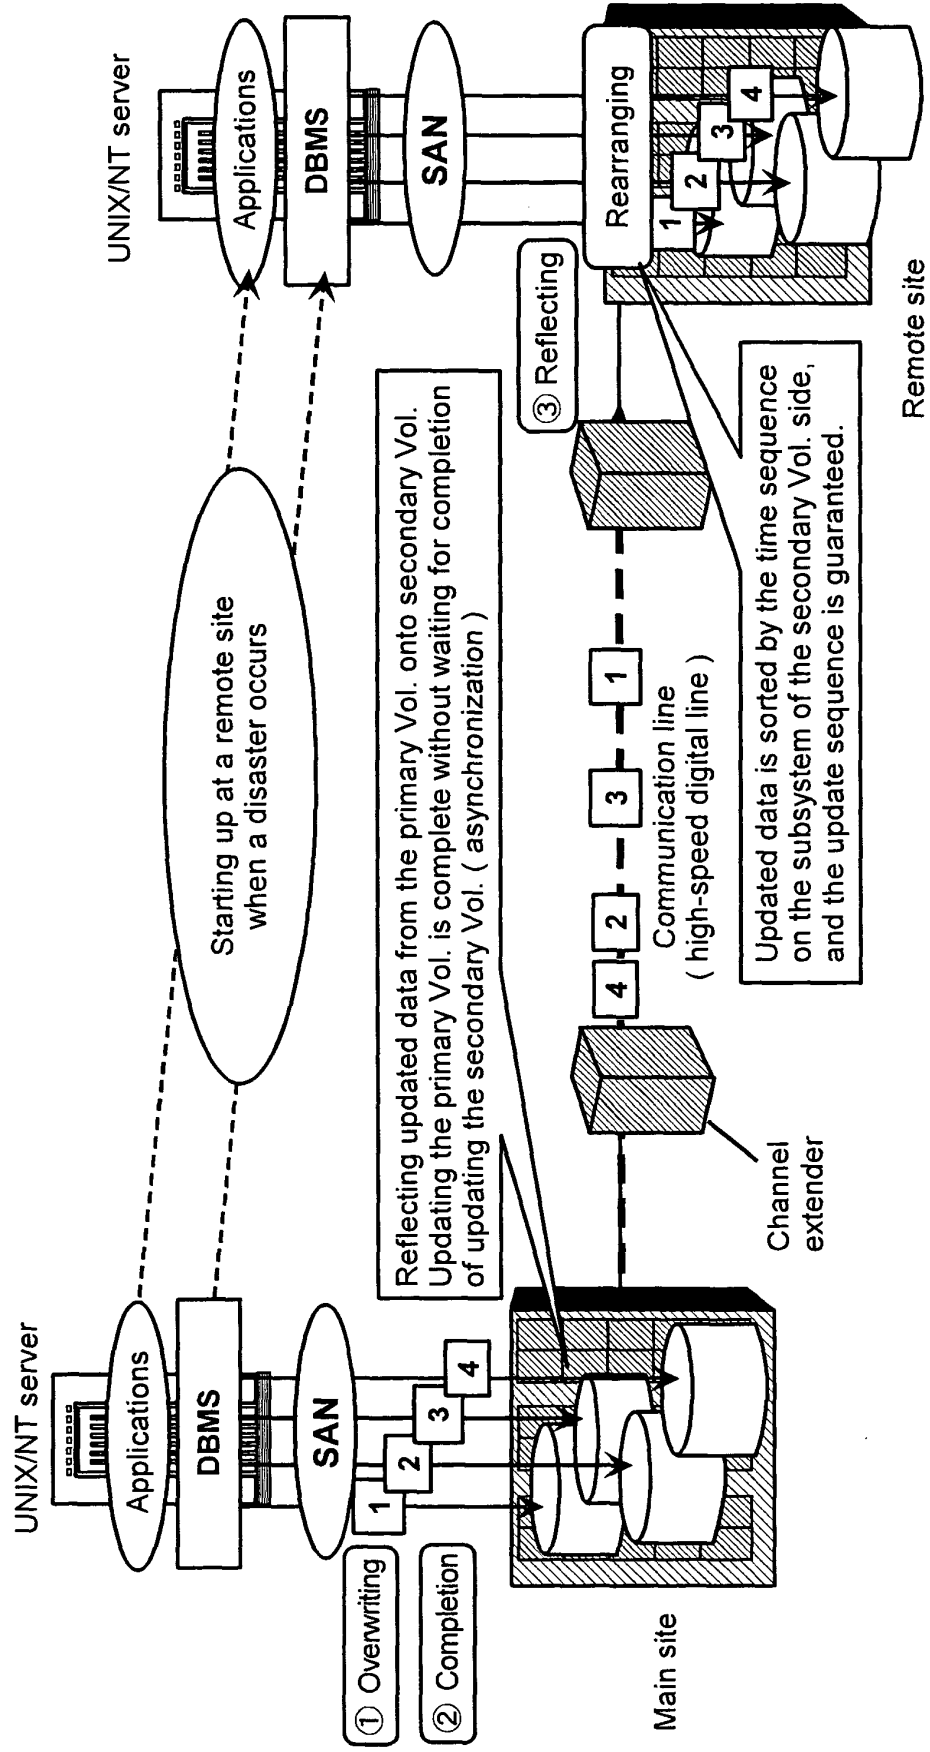 UNIX/NT server
Applications
DBMS
SAN
1
2
3
4
① Overwriting
② Completion
Main site
Starting up at a remote site
when a disaster occurs
Reflecting updated data from the primary Vol. onto secondary Vol.
Updating the primary Vol. is complete without waiting for completion
of updating the secondary Vol. ( asynchronization )
Channel
extender
4
2
3
1
Communication line
( high-speed digital line )
③ Reflecting
Updated data is sorted by the time sequence
on the subsystem of the secondary Vol. side,
and the update sequence is guaranteed.
UNIX/NT server
Applications
DBMS
SAN
Rearranging
1
2
3
4
Remote site